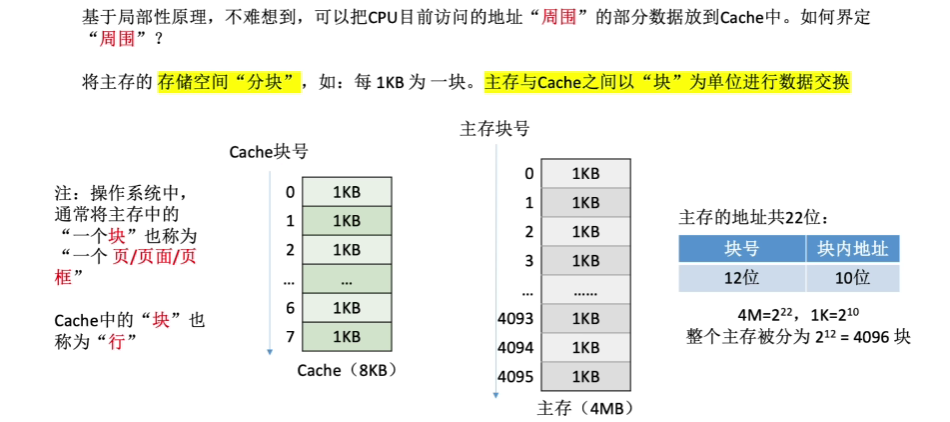 基于局部性原理，不难想到，可以把CPU目前访问的地址“周围”的部分数据放到Cache中。如何界定
“周围”？
将主存的 存储空间“分块”，如：每 1KB 为 一块。主存与Cache之间以“块”为单位进行数据交换
注：操作系统中，
通常将主存中的
“一个块”也称为
“一个 页/页面/页
框”
Cache中的“块”也
称为“行”
Cache块号
0 1KB
1 1KB
2 1KB
... ...
6 1KB
7 1KB
Cache（8KB）
主存块号
0 1KB
1 1KB
2 1KB
3 1KB
... ......
4093 1KB
4094 1KB
4095 1KB
主存（4MB）
主存的地址共22位：
块号 块内地址
12位 10位
4M=2²²，1K=2¹⁰
整个主存被分为 2¹² = 4096 块